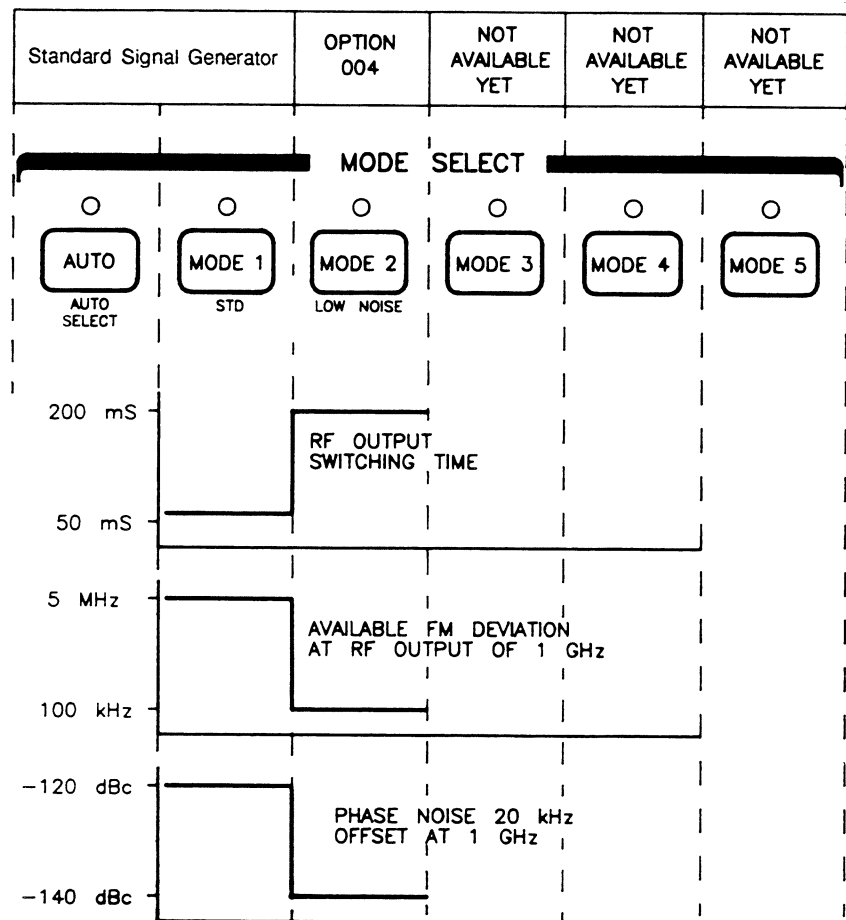 Standard Signal Generator
OPTION
004
NOT
AVAILABLE
YET
NOT
AVAILABLE
YET
NOT
AVAILABLE
YET
MODE SELECT
AUTO
MODE 1
MODE 2
MODE 3
MODE 4
MODE 5
AUTO
SELECT
STD
LOW NOISE
200 mS
RF OUTPUT
SWITCHING TIME
50 mS
5 MHz
AVAILABLE FM DEVIATION
AT RF OUTPUT OF 1 GHz
100 kHz
-120 dBc
PHASE NOISE 20 kHz
OFFSET AT 1 GHz
-140 dBc